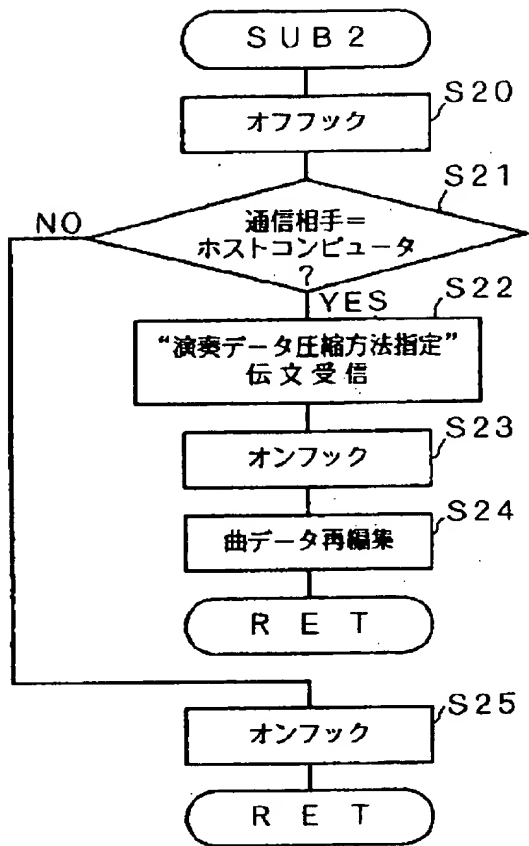 SUB2
S20
オフフック
S21
NO
通信相手=
ホストコンピュータ
?
YES
S22
“演奏データ圧縮方法指定”
伝文受信
S23
オンフック
S24
曲データ再編集
RET
S25
オンフック
RET